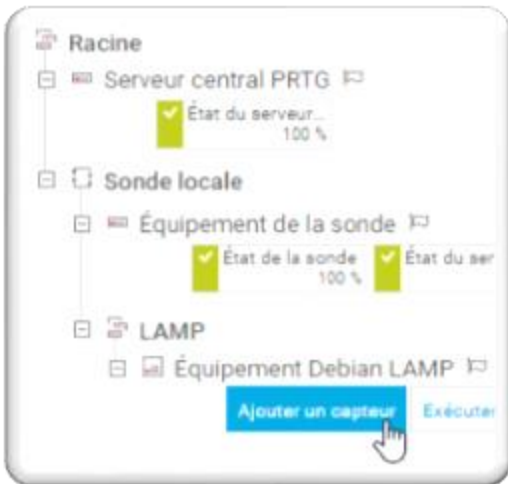 Racine
Serveur central PRTG
État du serveur...
100 %
Sonde locale
Équipement de la sonde
État de la sonde État du ser
100 %
LAMP
Équipement Debian LAMP
Ajouter un capteur Exécuter